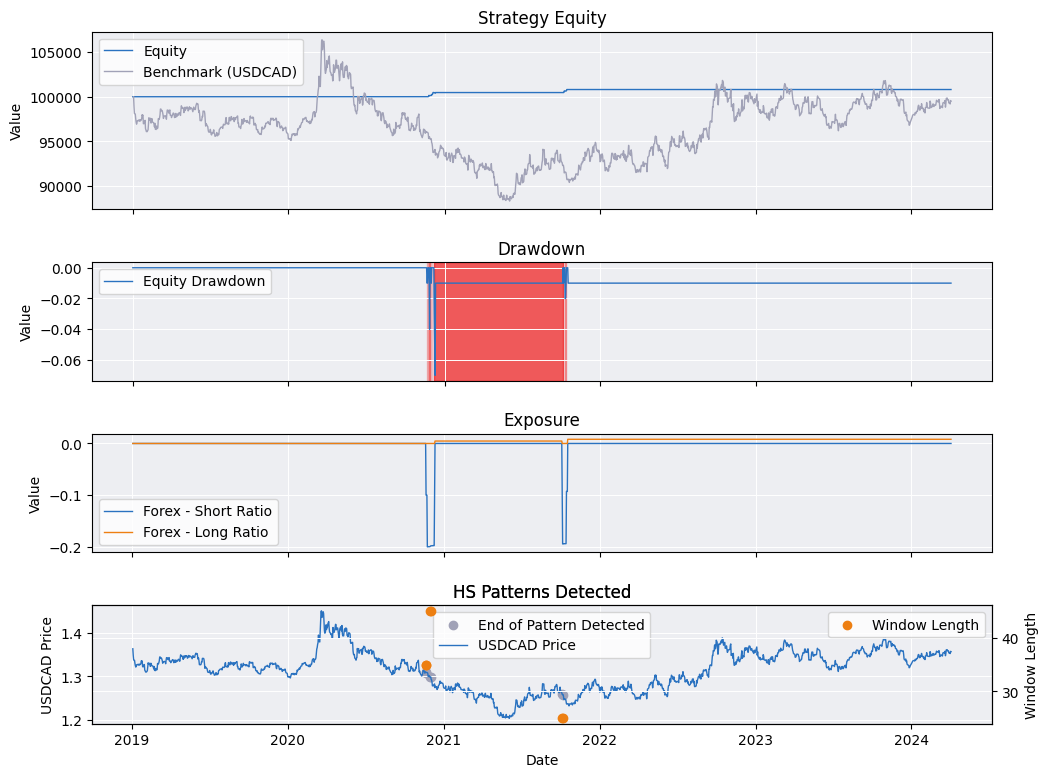 Strategy Equity
Equity
Benchmark (USDCAD)
Value
105000
100000
95000
90000
Drawdown
Equity Drawdown
Value
0.00
−0.02
−0.04
−0.06
Exposure
Forex - Short Ratio
Forex - Long Ratio
Value
0.0
−0.1
−0.2
HS Patterns Detected
End of Pattern Detected
USDCAD Price
Window Length
USDCAD Price
1.4
1.3
1.2
40
30
Window Length
2019 2020 2021 2022 2023 2024
Date